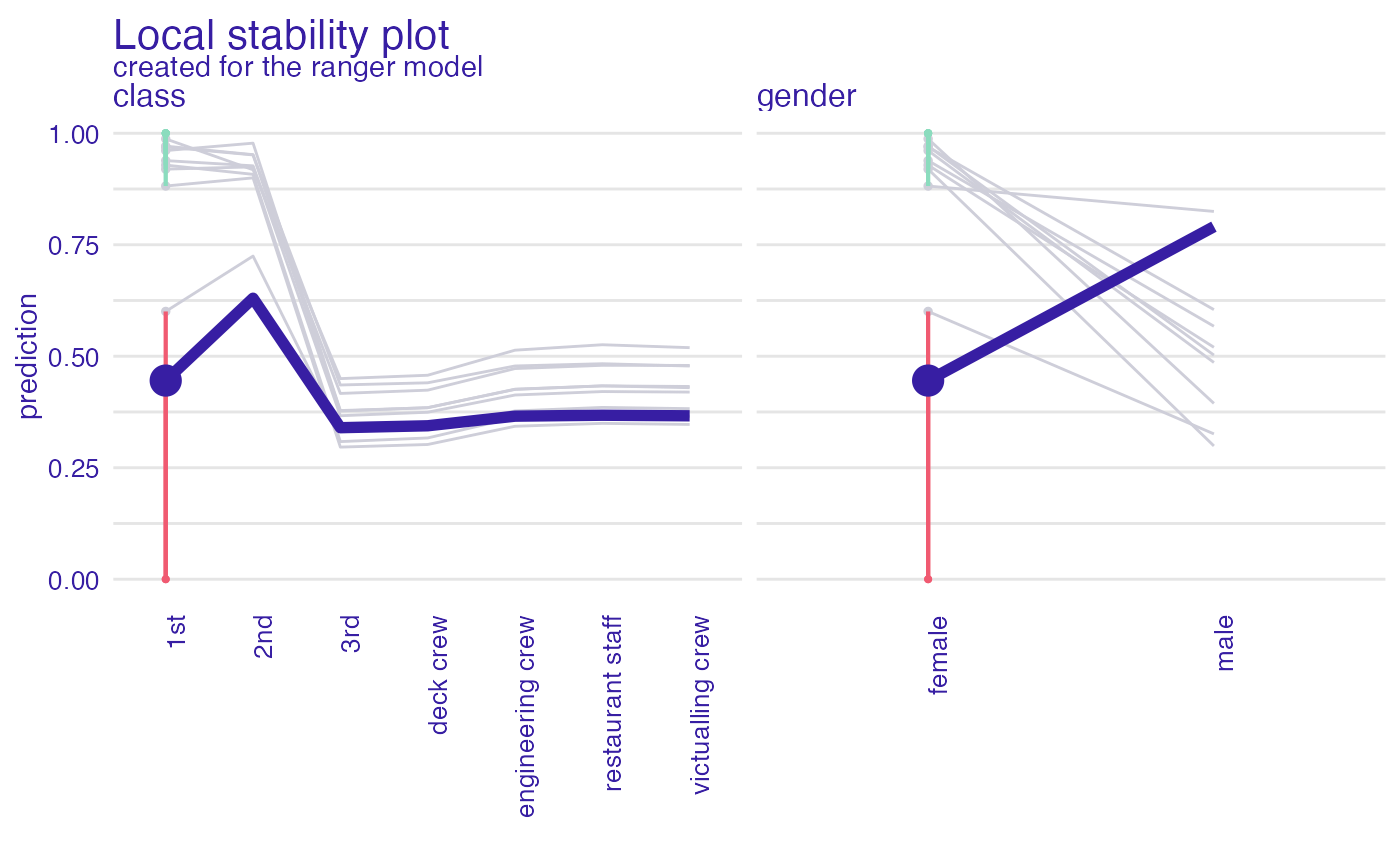 Local stability plot
created for the ranger model
class
gender
prediction
1.00
0.75
0.50
0.25
0.00
1st
2nd
3rd
deck crew
engineering crew
restaurant staff
victualling crew
female
male